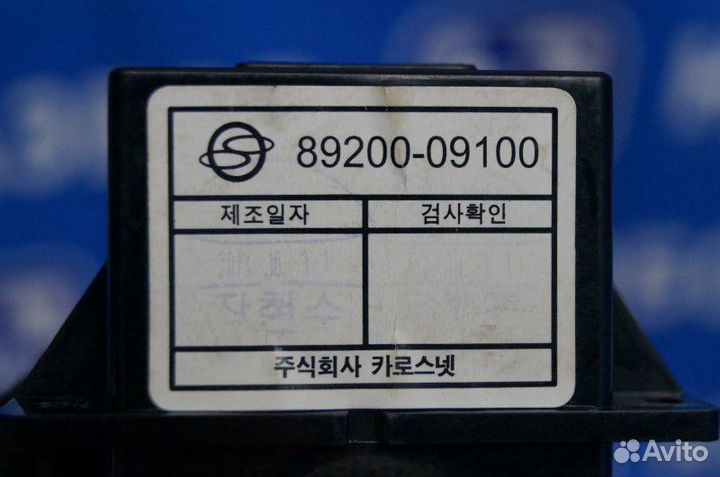 89200-09100
제조일자 검사확인
주식회사 카로스넷
Avito